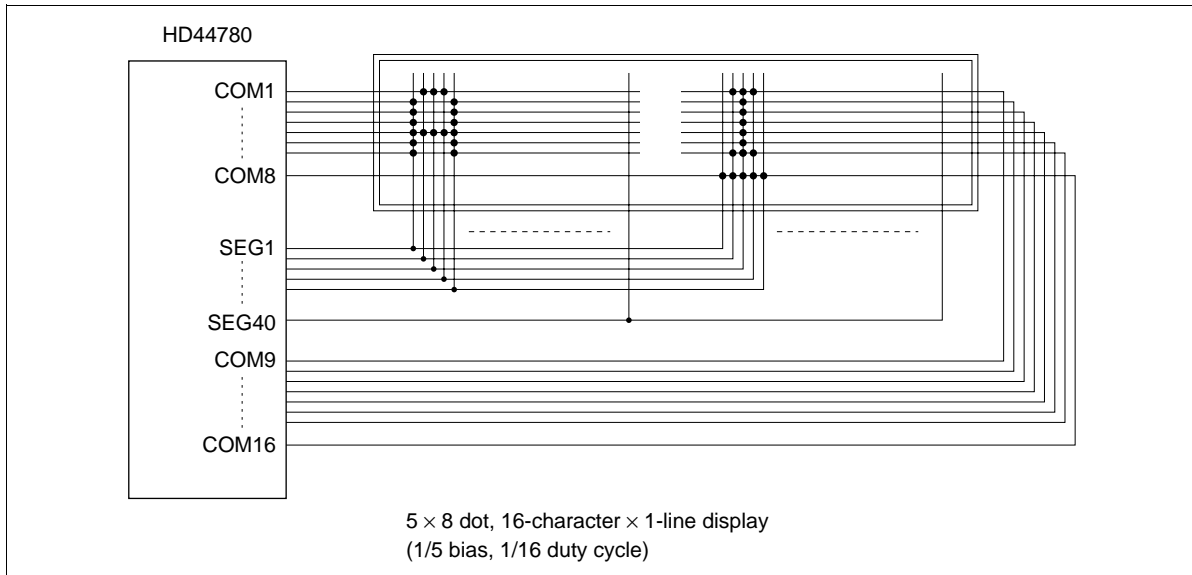 HD44780
COM1
COM8
SEG1
SEG40
COM9
COM16
5 × 8 dot, 16-character × 1-line display
(1/5 bias, 1/16 duty cycle)